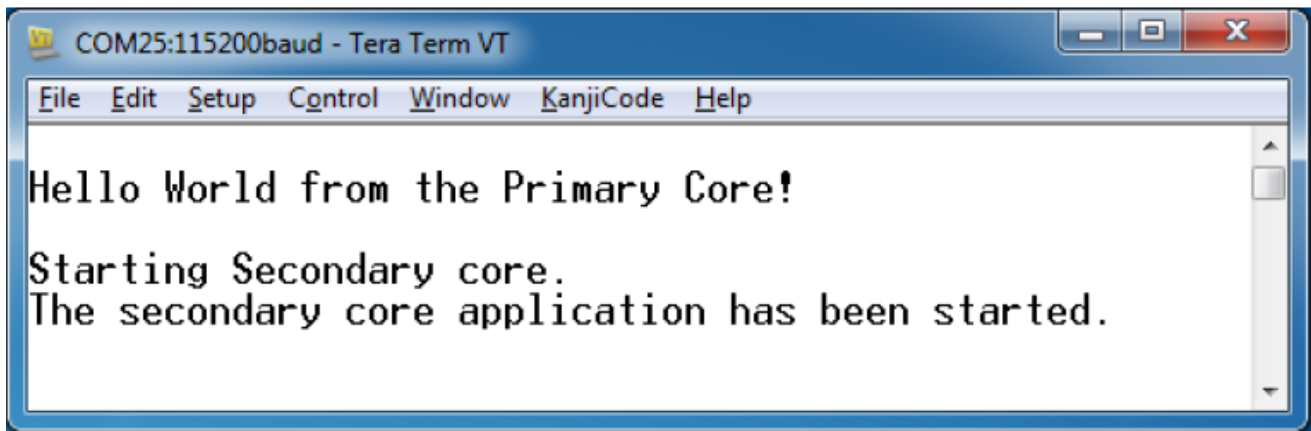 COM25:115200baud - Tera Term VT
File Edit Setup Control Window KanjiCode Help
Hello World from the Primary Core!
Starting Secondary core.
The secondary core application has been started.